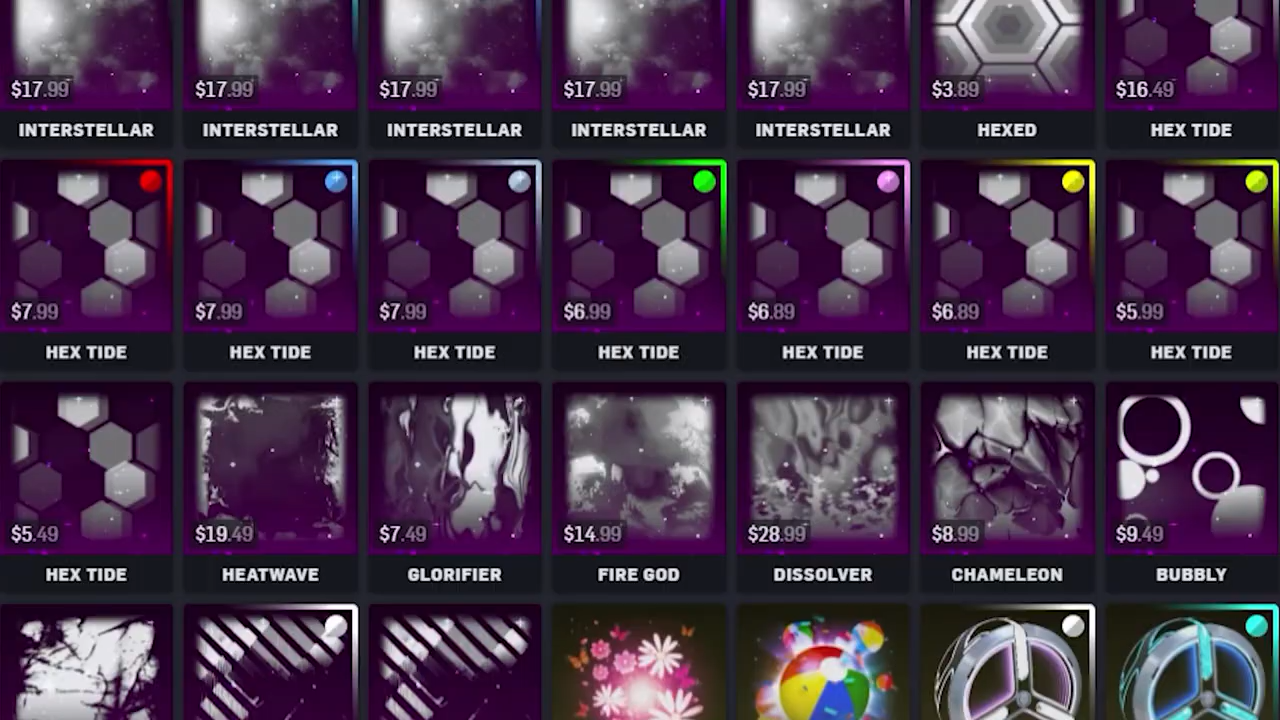 $17.99 $17.99 $17.99 $17.99 $17.99 $3.89 $16.49
INTERSTELLAR INTERSTELLAR INTERSTELLAR INTERSTELLAR INTERSTELLAR HEXED HEX TIDE
$7.99 $7.99 $7.99 $6.99 $6.89 $6.89 $5.99
HEX TIDE HEX TIDE HEX TIDE HEX TIDE HEX TIDE HEX TIDE HEX TIDE
$5.49 $19.49 $7.49 $14.99 $28.99 $8.99 $9.49
HEX TIDE HEATWAVE GLORIFIER FIRE GOD DISSOLVER CHAMELEON BUBBLY